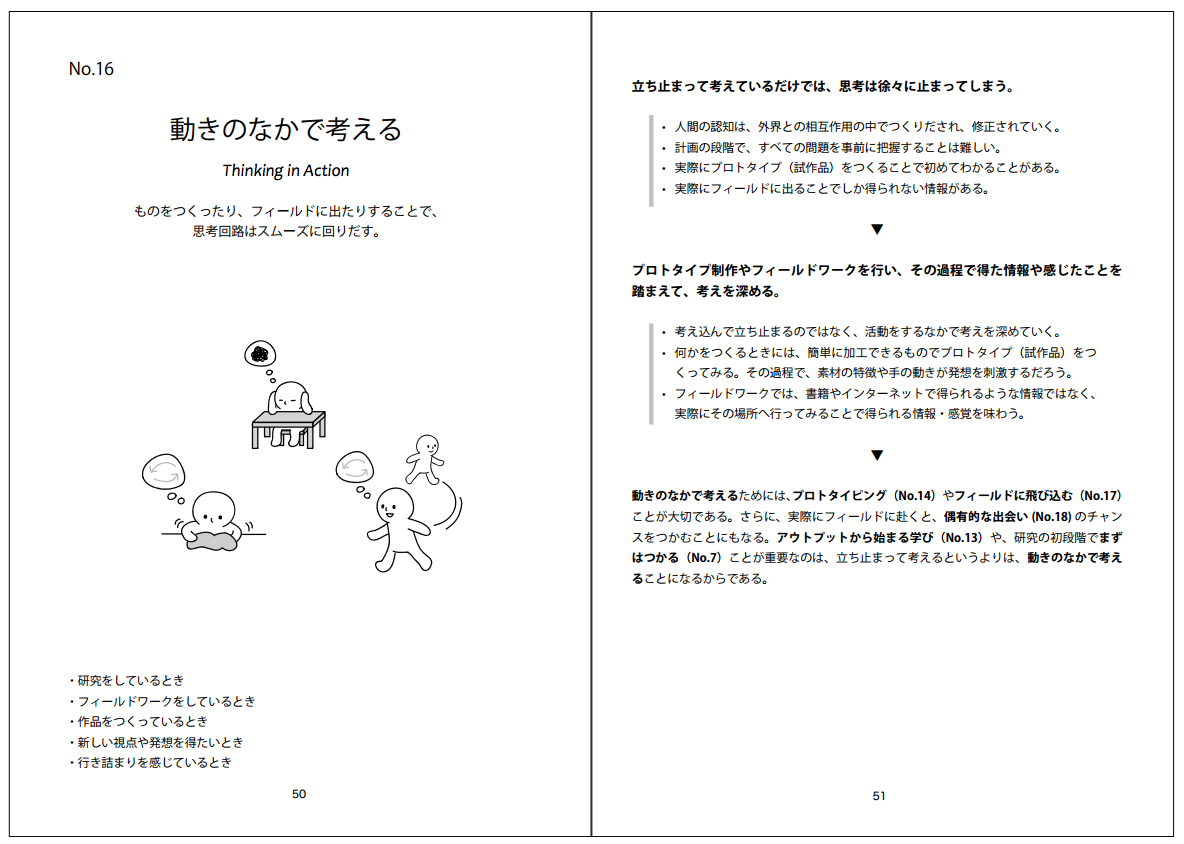 No.16
動きのなかで考える
Thinking in Action
ものをつくったり、フィールドに出たりすることで、
思考回路はスムーズに回りだす。
・研究をしているとき
・フィールドワークをしているとき
・作品をつくっているとき
・新しい視点や発想を得たいとき
・行き詰まりを感じているとき
50
立ち止まって考えているだけでは、思考は徐々に止まってしまう。
・ 人間の認知は、外界との相互作用の中でつくりだされ、修正されていく。
・ 計画の段階で、すべての問題を事前に把握することは難しい。
・ 実際にプロトタイプ（試作品）をつくることで初めてわかることがある。
・ 実際にフィールドに出ることでしか得られない情報がある。
▼
プロトタイプ制作やフィールドワークを行い、その過程で得た情報や感じたことを
踏まえて、考えを深める。
・ 考え込んで立ち止まるのではなく、活動をするなかで考えを深めていく。
・ 何かをつくるときには、簡単に加工できるものでプロトタイプ（試作品）をつ
くってみる。その過程で、素材の特徴や手の動きが発想を刺激するだろう。
・ フィールドワークでは、書籍やインターネットで得られるような情報ではなく、
実際にその場所へ行ってみることで得られる情報・感覚を味わう。
▼
動きのなかで考えるためには、プロトタイピング（No.14）やフィールドに飛び込む（No.17）
ことが大切である。さらに、実際にフィールドに赴くと、偶有的な出会い (No.18) のチャン
スをつかむことにもなる。アウトプットから始まる学び（No.13）や、研究の初段階でまず
はつかる（No.7）ことが重要なのは、立ち止まって考えるというよりは、動きのなかで考え
ることになるからである。
51